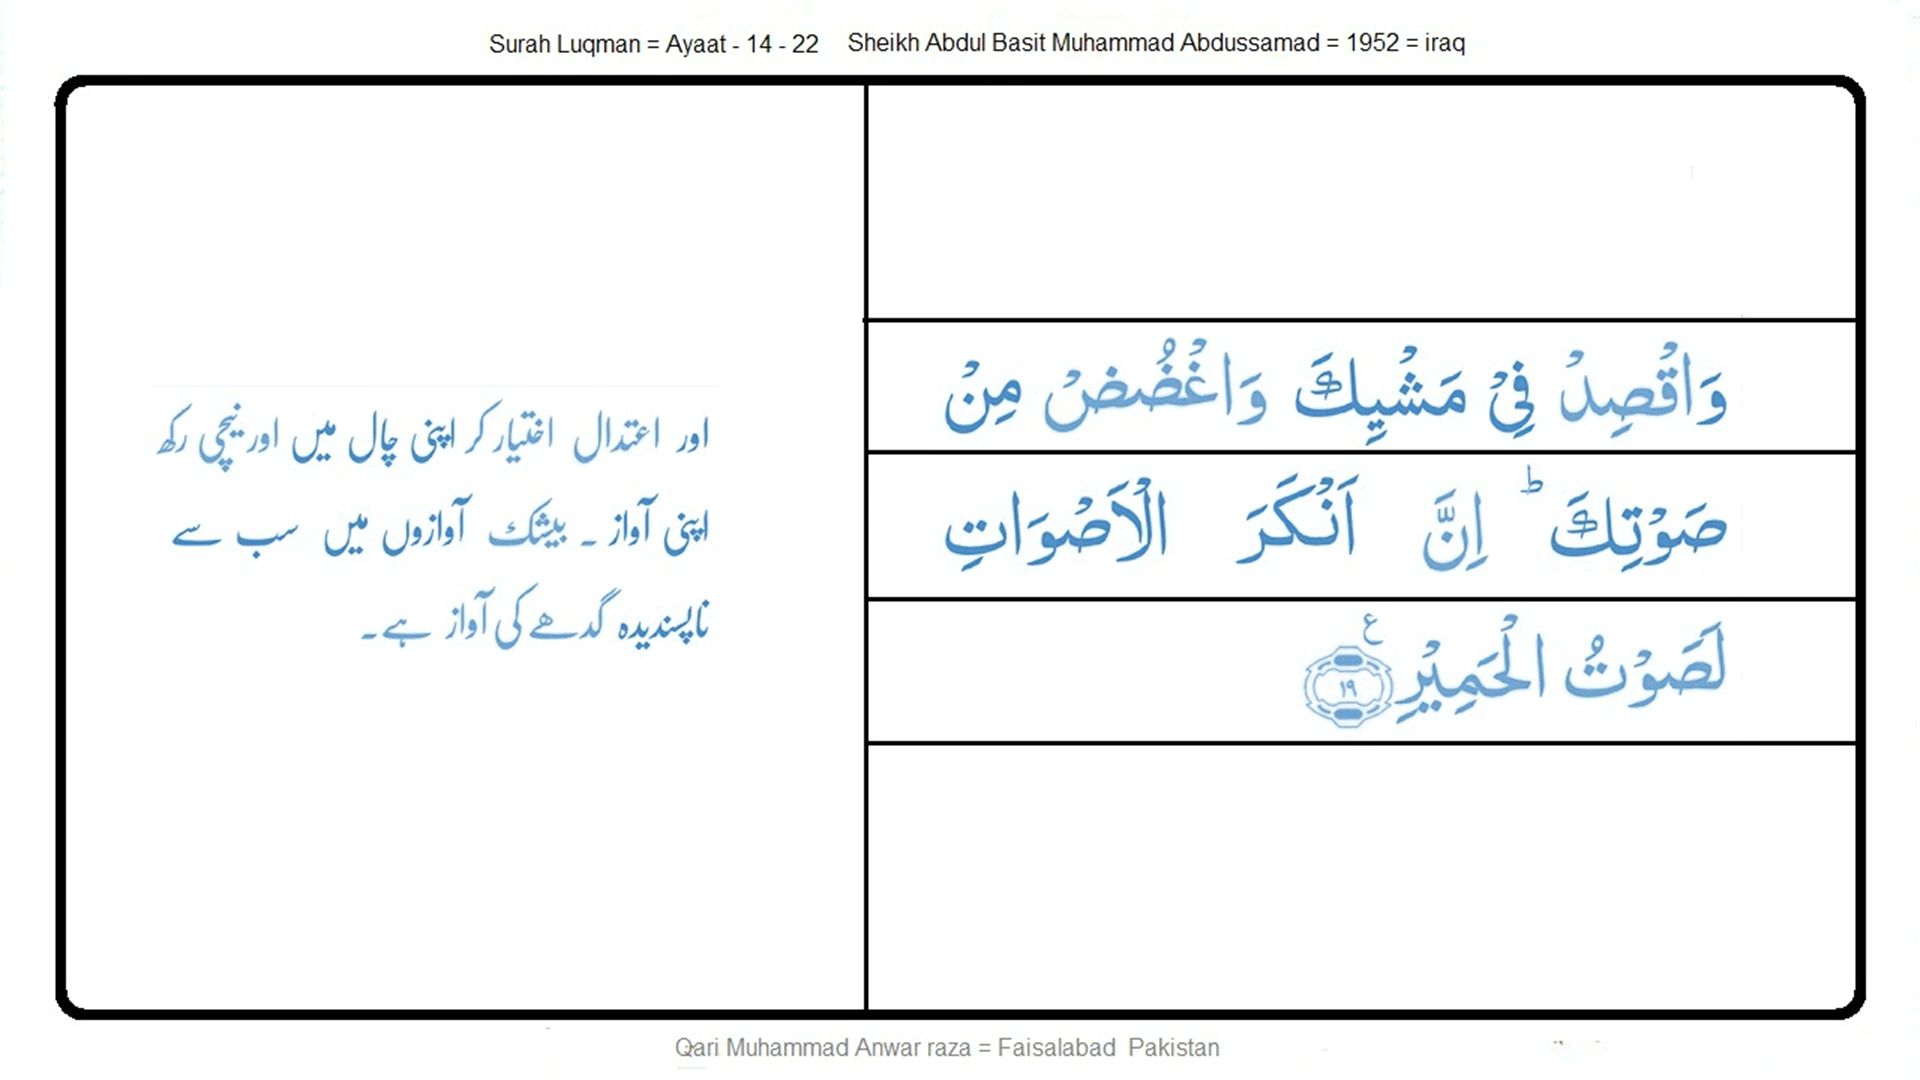 Surah Luqman = Ayaat - 14 - 22 Sheikh Abdul Basit Muhammad Abdussamad = 1952 = iraq
وَاقْصِدْ فِیْ مَشْیِكَ وَاغْضُضْ مِنْ
صَوْتِكَ ؕ اِنَّ اَنْكَرَ الْاَصْوَاتِ
لَصَوْتُ الْحَمِیْرِ ۱۹ ع
اور اعتدال اختیار کر اپنی چال میں اور نیچی رکھ
اپنی آواز ۔ بیشک آوازوں میں سب سے
ناپسندیدہ گدھے کی آواز ہے۔
Qari Muhammad Anwar raza = Faisalabad Pakistan